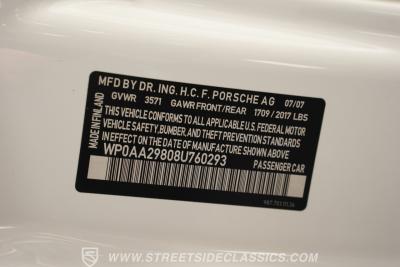 MFD BY DR. ING. H.C. F. PORSCHE AG 07/07
GVWR 3571 GAWR FRONT/REAR 1709 / 2017 LBS
THIS VEHICLE CONFORMS TO ALL APPLICABLE U.S. FEDERAL MOTOR
VEHICLE SAFETY, BUMPER, AND THEFT PREVENTION STANDARDS
IN EFFECT ON THE DATE OF MANUFACTURE SHOWN ABOVE.
WP0AA29808U760293 PASSENGER CAR
MADE IN FINLAND
WWW.STREETSIDECLASSICS.COM